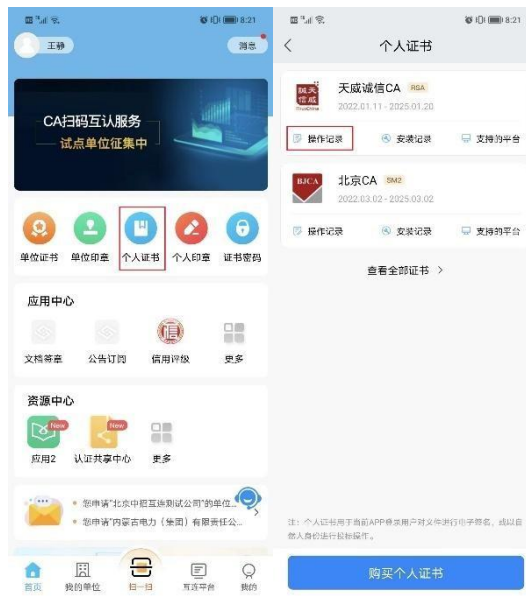 8:21
王静
消息
CA扫码互认服务
试点单位征集中
单位证书 单位印章 个人证书 个人印章 证书密码
应用中心
文档签章 公告订阅 信用评级 更多
资源中心
New New
应用2 认证共享中心 更多
您申请"北京中招互连测试公司"的单位...
您申请"内蒙古电力（集团）有限责任公...
首页 我的单位 扫一扫 互连平台 我的
8:21
个人证书
天威诚信CA RSA
2022.01.11-2025.01.20
操作记录 安装记录 支持的平台
BJCA
北京CA SM2
2022.03.02-2025.03.02
操作记录 安装记录 支持的平台
查看全部证书 >
注：个人证书用于当前APP登录用户对文件进行电子签名，或以自
然人身份进行投标操作。
购买个人证书